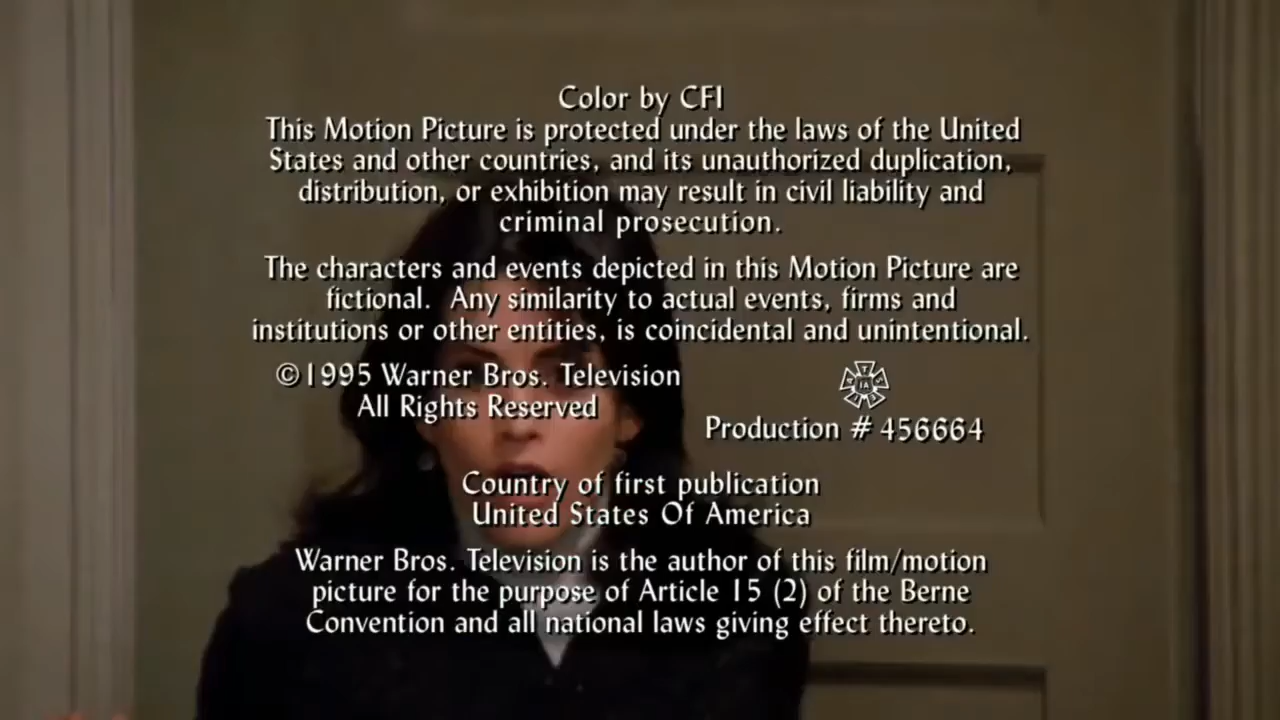 Color by CFI
This Motion Picture is protected under the laws of the United
States and other countries, and its unauthorized duplication,
distribution, or exhibition may result in civil liability and
criminal prosecution.
The characters and events depicted in this Motion Picture are
fictional. Any similarity to actual events, firms and
institutions or other entities, is coincidental and unintentional.
©1995 Warner Bros. Television
All Rights Reserved
IA
Production # 456664
Country of first publication
United States Of America
Warner Bros. Television is the author of this film/motion
picture for the purpose of Article 15 (2) of the Berne
Convention and all national laws giving effect thereto.